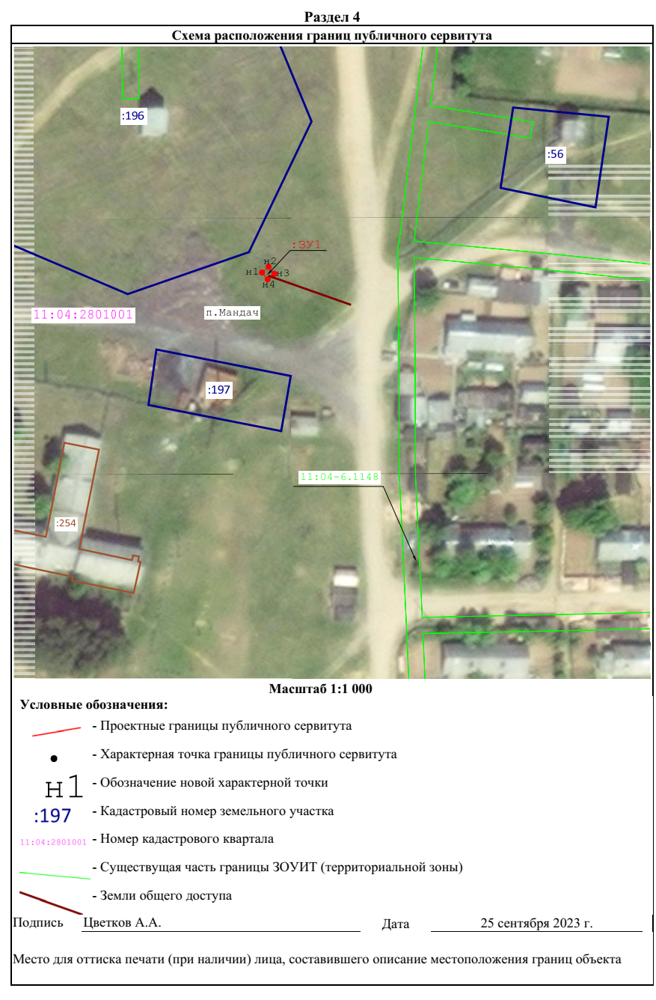 Раздел 4
Схема расположения границ публичного сервитута
:196
:56
:ЗУ1
н2
н1
н3
н4
11:04:2801001
п.Мандач
:197
11:04-6.1148
:254
Масштаб 1:1 000
Условные обозначения:
- Проектные границы публичного сервитута
- Характерная точка границы публичного сервитута
н1 - Обозначение новой характерной точки
:197 - Кадастровый номер земельного участка
11:04:2801001 - Номер кадастрового квартала
- Существущая часть границы ЗОУИТ (территориальной зоны)
- Земли общего доступа
Подпись Цветков А.А. Дата 25 сентября 2023 г.
Место для оттиска печати (при наличии) лица, составившего описание местоположения границ объекта